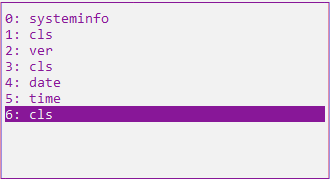 0: systeminfo
1: cls
2: ver
3: cls
4: date
5: time
6: cls